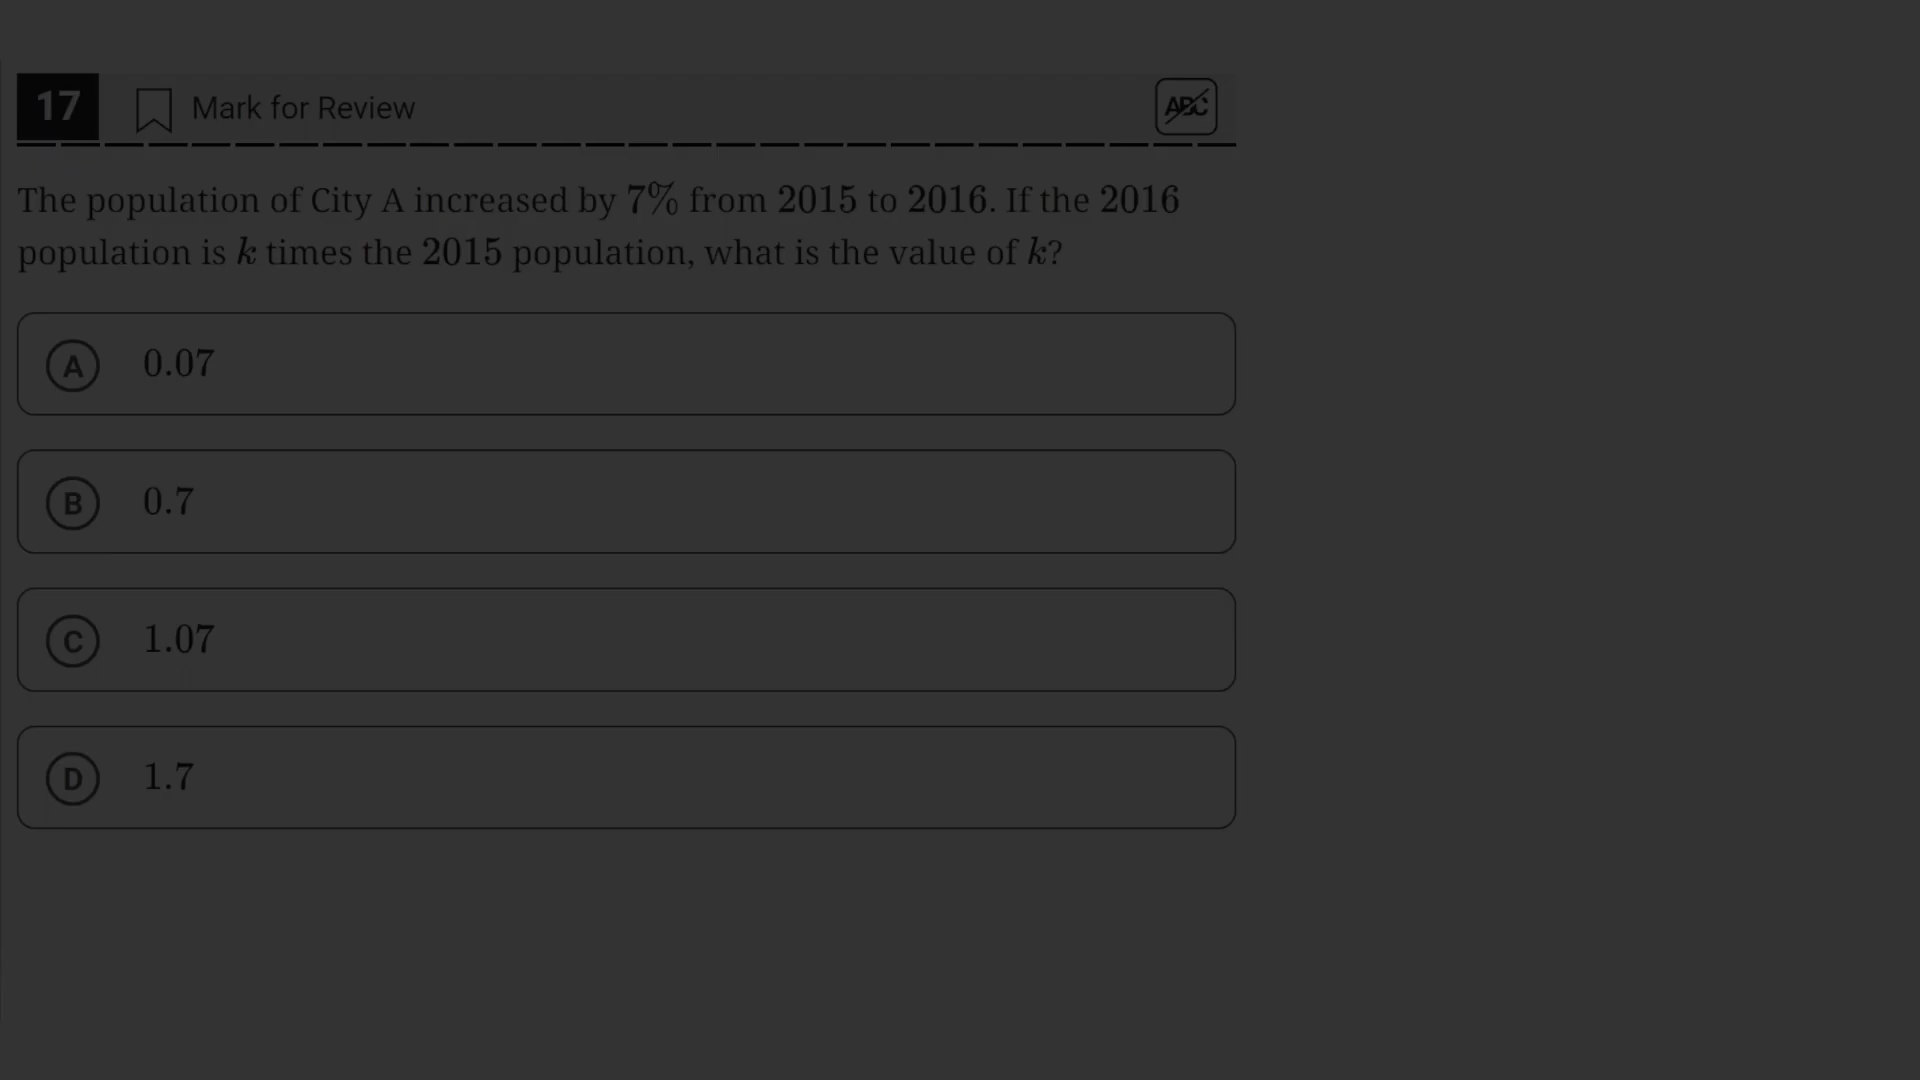 17 Mark for Review ABC
The population of City A increased by 7% from 2015 to 2016. If the 2016
population is k times the 2015 population, what is the value of k?
A 0.07
B 0.7
C 1.07
D 1.7